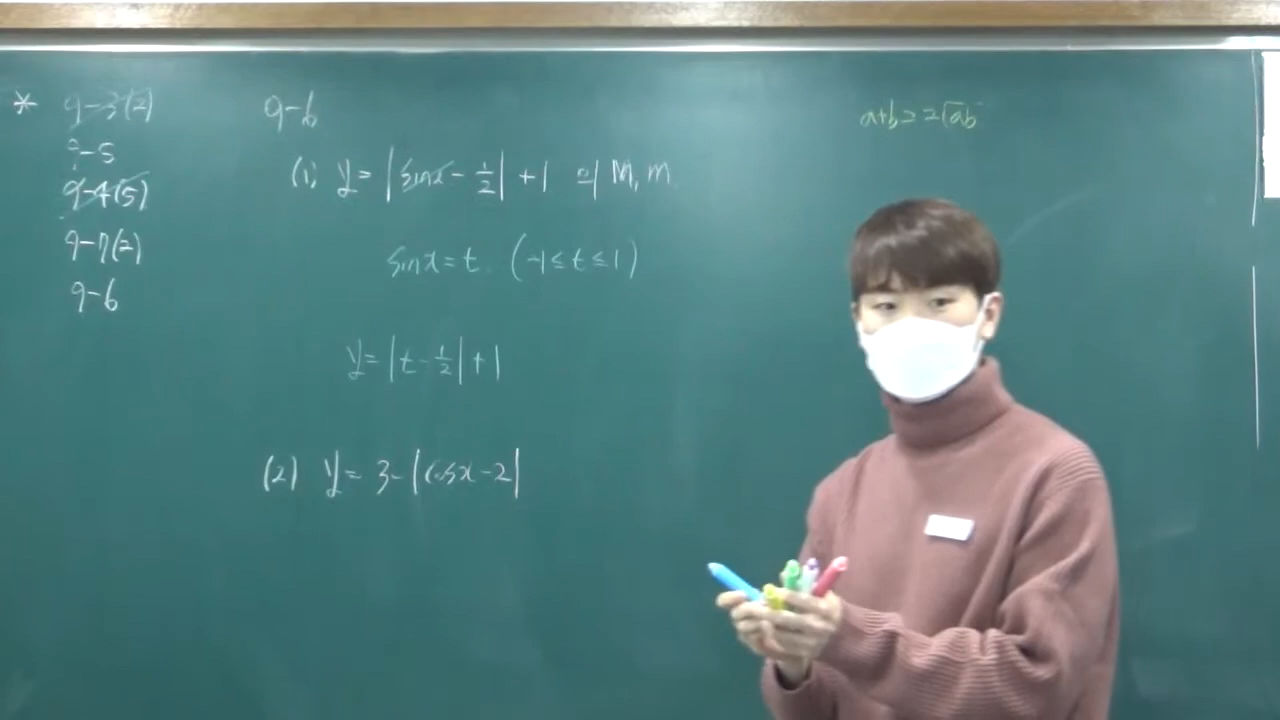 * 9-3(2)
9-5
9-4(5)
9-7(2)
9-6
9-6
(1) y = |sinx - 1/2| + 1 의 M, m.
sinx = t. (-1 ≤ t ≤ 1)
y = |t - 1/2| + 1
(2) y = 3 - |cosx - 2|
a+b ≥ 2√ab